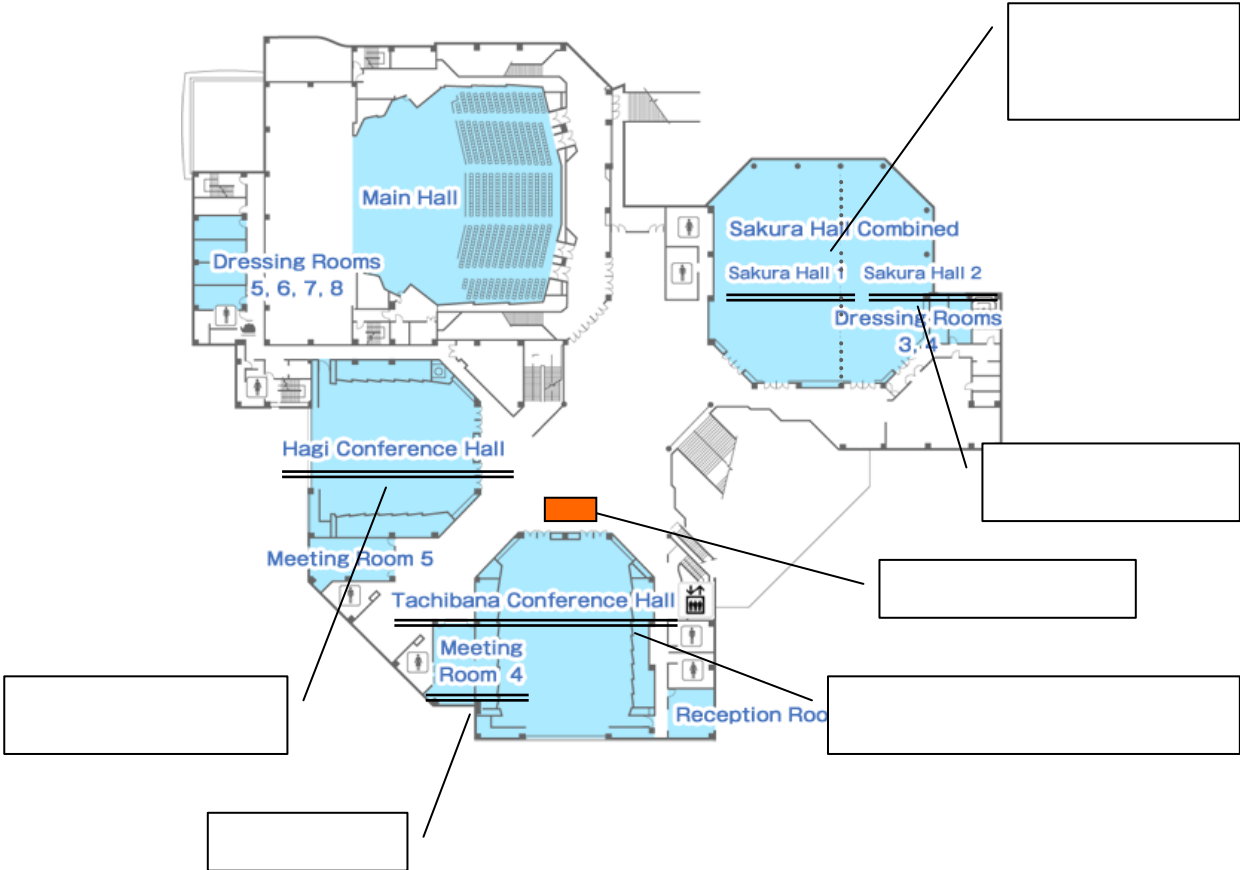 Main Hall
Sakura Hall Combined
Dressing Rooms
5, 6, 7, 8
Sakura Hall 1
Sakura Hall 2
Dressing Rooms
3, 4
Hagi Conference Hall
Meeting Room 5
Tachibana Conference Hall
Meeting
Room 4
Reception Roo